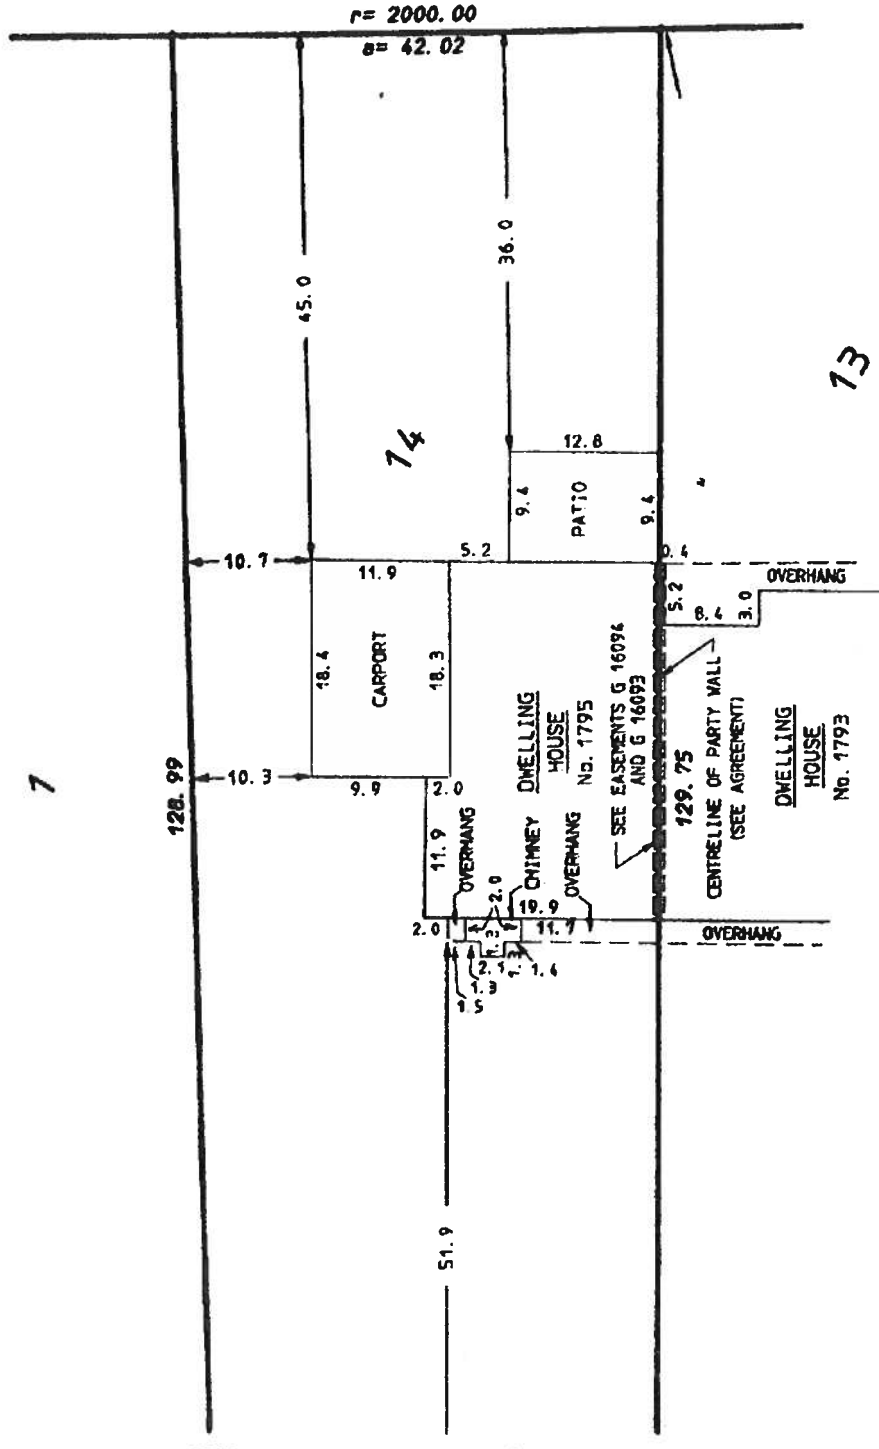 r= 2000.00
a= 42.02
45.0
36.0
13
14
12.8
9.4
PATIO
9.4
5.2
0.4
10.7
11.9
OVERHANG
5.2
8.4
3.0
18.4
CARPORT
18.3
DWELLING
HOUSE
No. 1795
SEE EASEMENTS G 16094
AND G 16093
129.75
CENTRELINE OF PARTY WALL
(SEE AGREEMENT)
DWELLING
HOUSE
No. 1793
7
128.99
10.3
9.9
2.0
11.9
OVERHANG
2.0
CHIMNEY
OVERHANG
19.9
2.0
11.7
OVERHANG
2.1
1.4
1.3
1.5
51.9